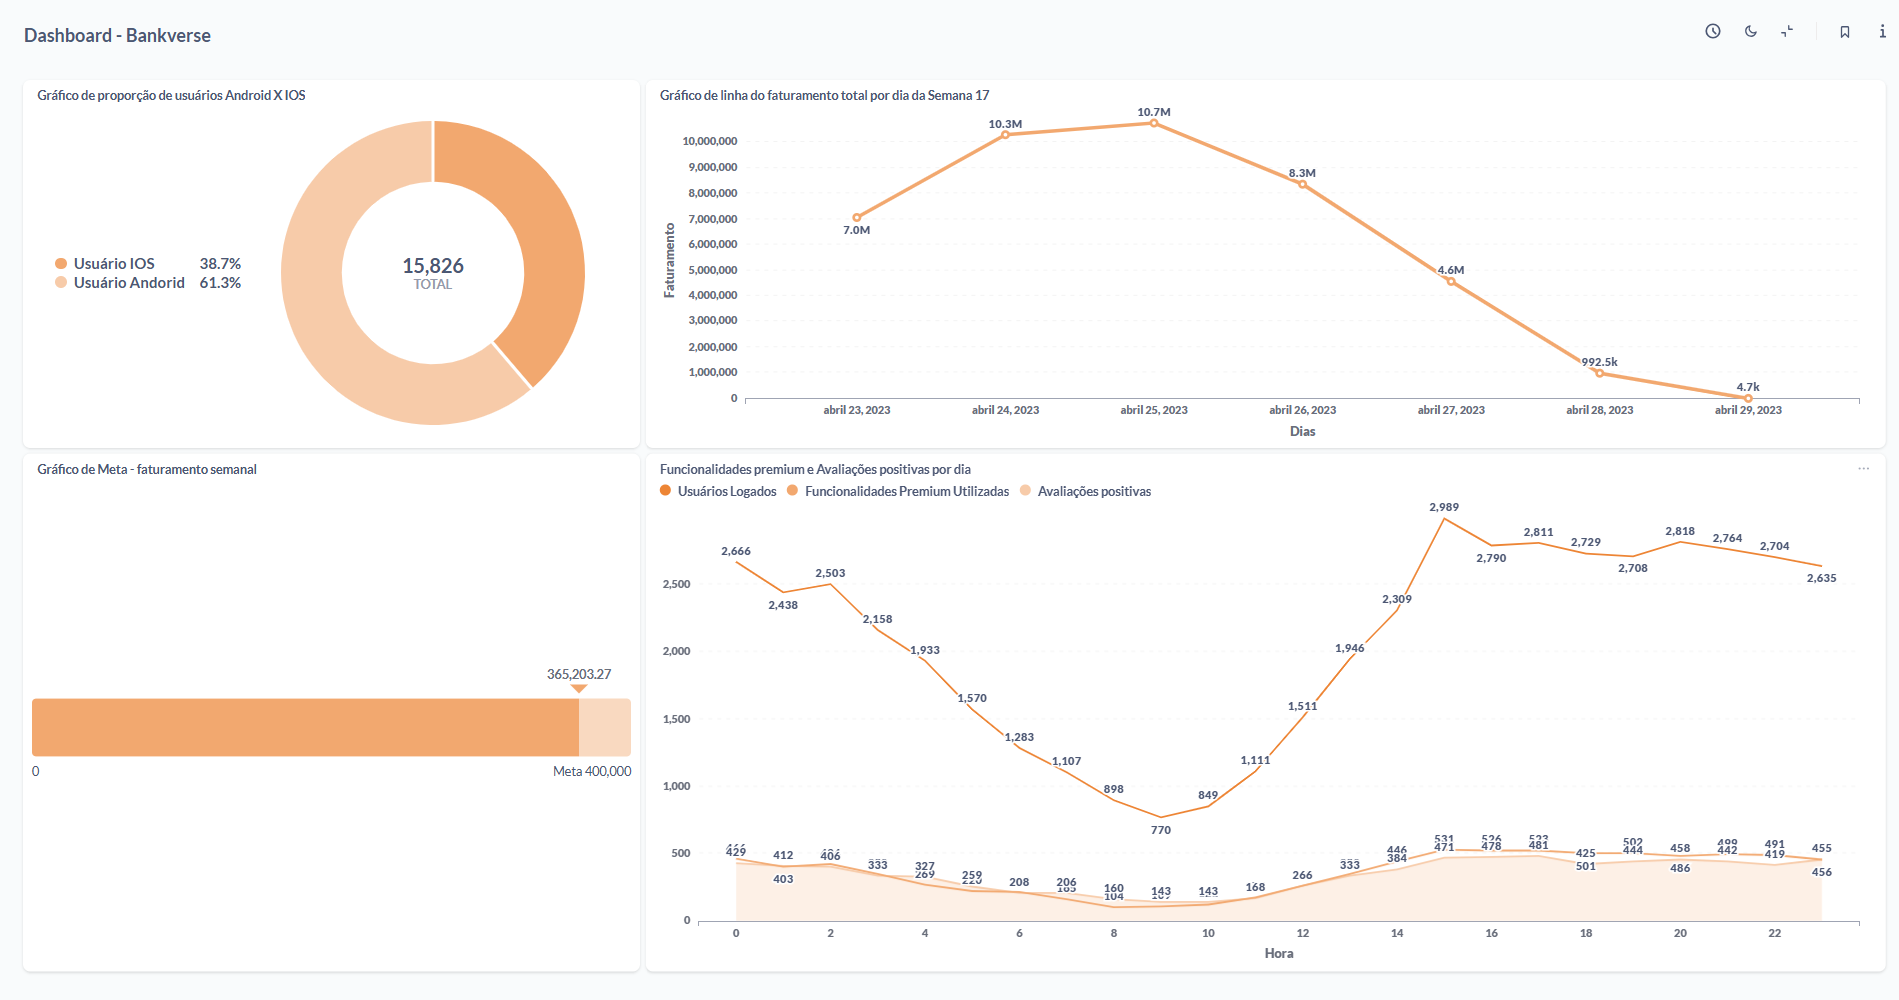 Dashboard - Bankverse
Gráfico de proporção de usuários Android X IOS
Usuário IOS 38.7%
Usuário Andorid 61.3%
15,826
TOTAL
Gráfico de linha do faturamento total por dia da Semana 17
10,000,000
9,000,000
8,000,000
7,000,000
6,000,000
5,000,000
4,000,000
3,000,000
2,000,000
1,000,000
0
Faturamento
7.0M
10.3M
10.7M
8.3M
4.6M
992.5k
4.7k
abril 23, 2023 abril 24, 2023 abril 25, 2023 abril 26, 2023 abril 27, 2023 abril 28, 2023 abril 29, 2023
Dias
Gráfico de Meta - faturamento semanal
365,203.27
0 Meta 400,000
Funcionalidades premium e Avaliações positivas por dia
Usuários Logados Funcionalidades Premium Utilizadas Avaliações positivas
2,500
2,000
1,500
1,000
500
0
2,666 2,438 2,503 2,158 1,933 1,570 1,283 1,107 898 770 849 1,111 1,511 1,946 2,309 2,989 2,790 2,811 2,729 2,708 2,818 2,764 2,704 2,635
429 412 403 406 333 327 269 259 208 206 160 104 143 143 168 266 333 446 384 531 471 526 478 523 481 425 501 502 444 458 486 499 442 491 419 455 456
0 2 4 6 8 10 12 14 16 18 20 22
Hora